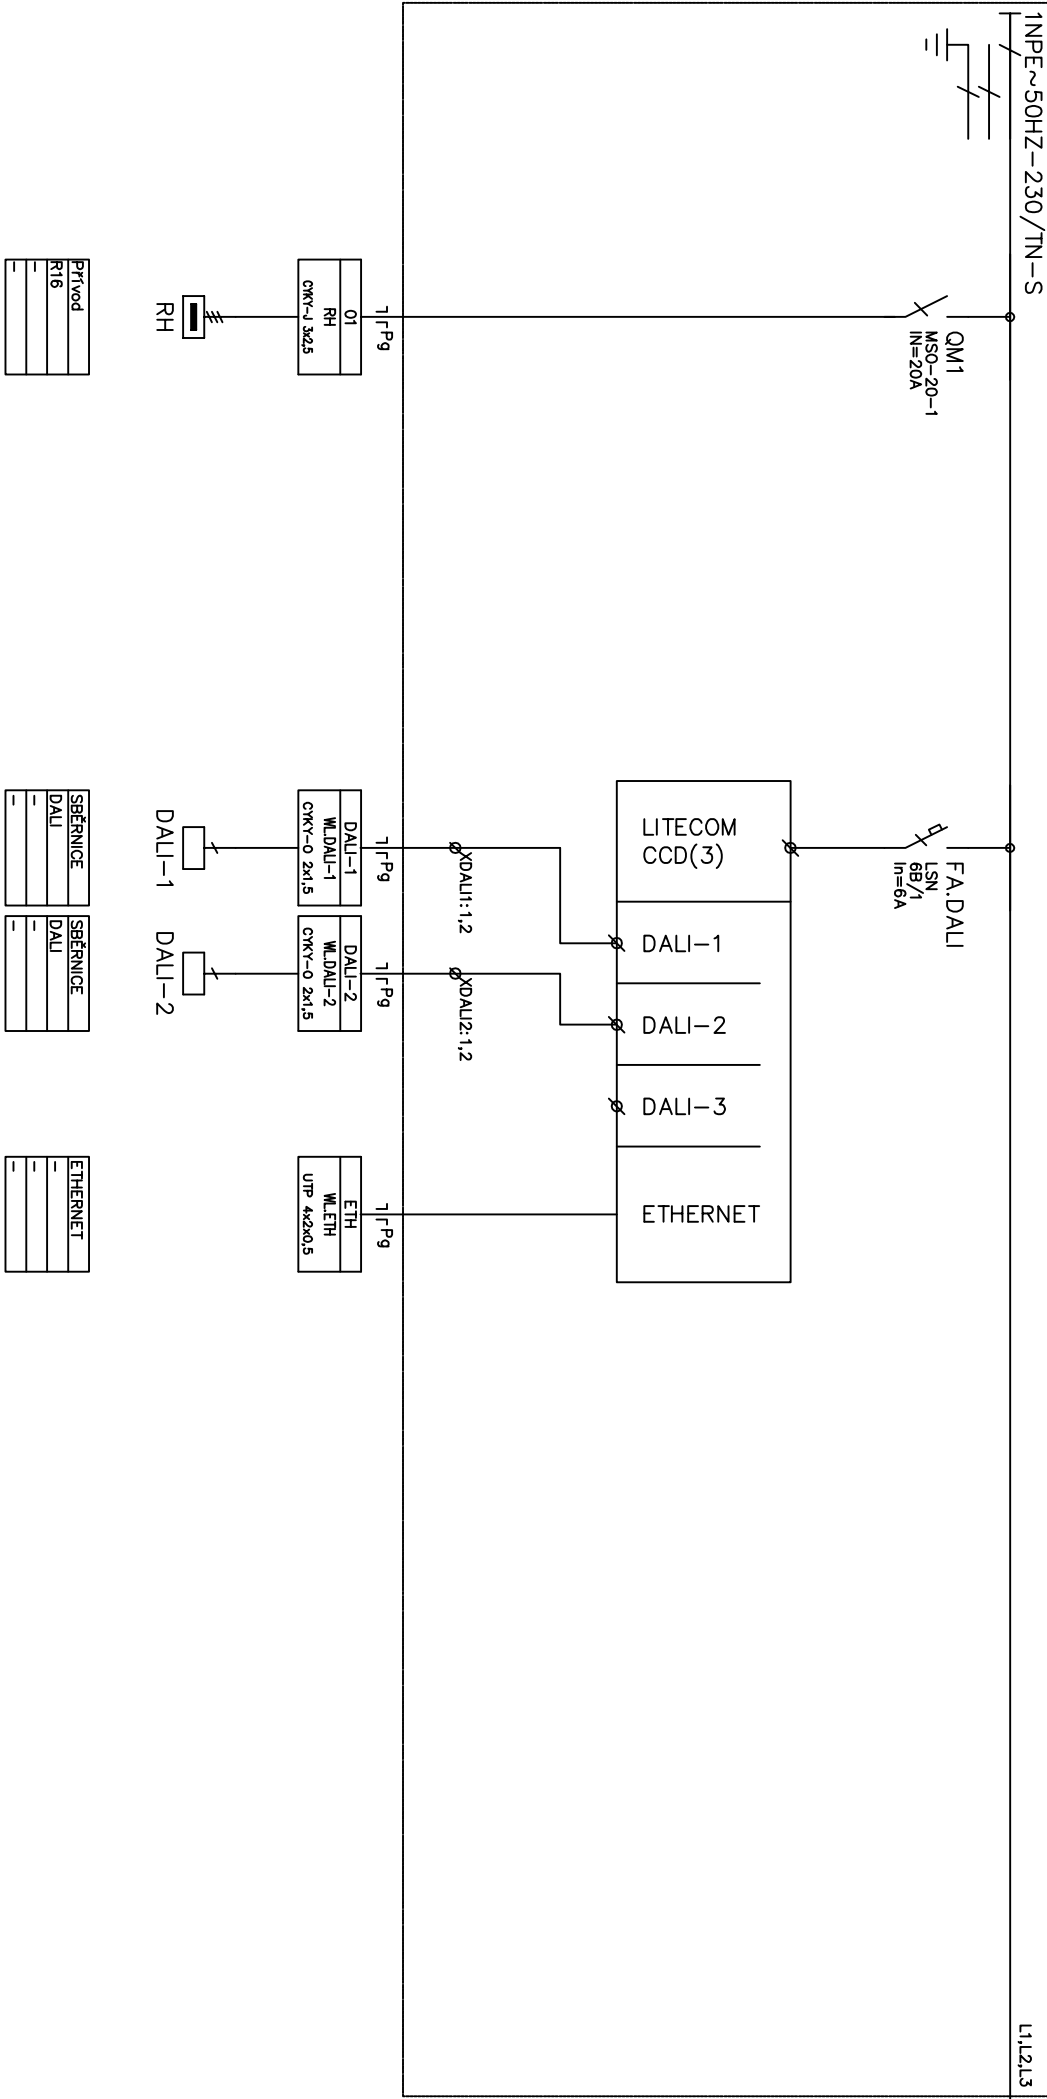 1NPE~50HZ-230/TN-S
L1,L2,L3
QM1
MSO-20-1
IN=20A
FA.DALI
LSN
6B/1
In=6A
LITECOM
CCD(3)
DALI-1
DALI-2
DALI-3
ETHERNET
XDALI1:1,2
XDALI2:1,2
Pg
Pg
Pg
Pg
01
RH
CYKY-J 3x2,5
DALI-1
WL.DALI-1
CYKY-O 2x1,5
DALI-2
WL.DALI-2
CYKY-O 2x1,5
ETH
WL.ETH
UTP 4x2x0,5
RH
DALI-1
DALI-2
Přívod
R16
-
-
SBĚRNICE
DALI
-
-
SBĚRNICE
DALI
-
-
ETHERNET
-
-
-